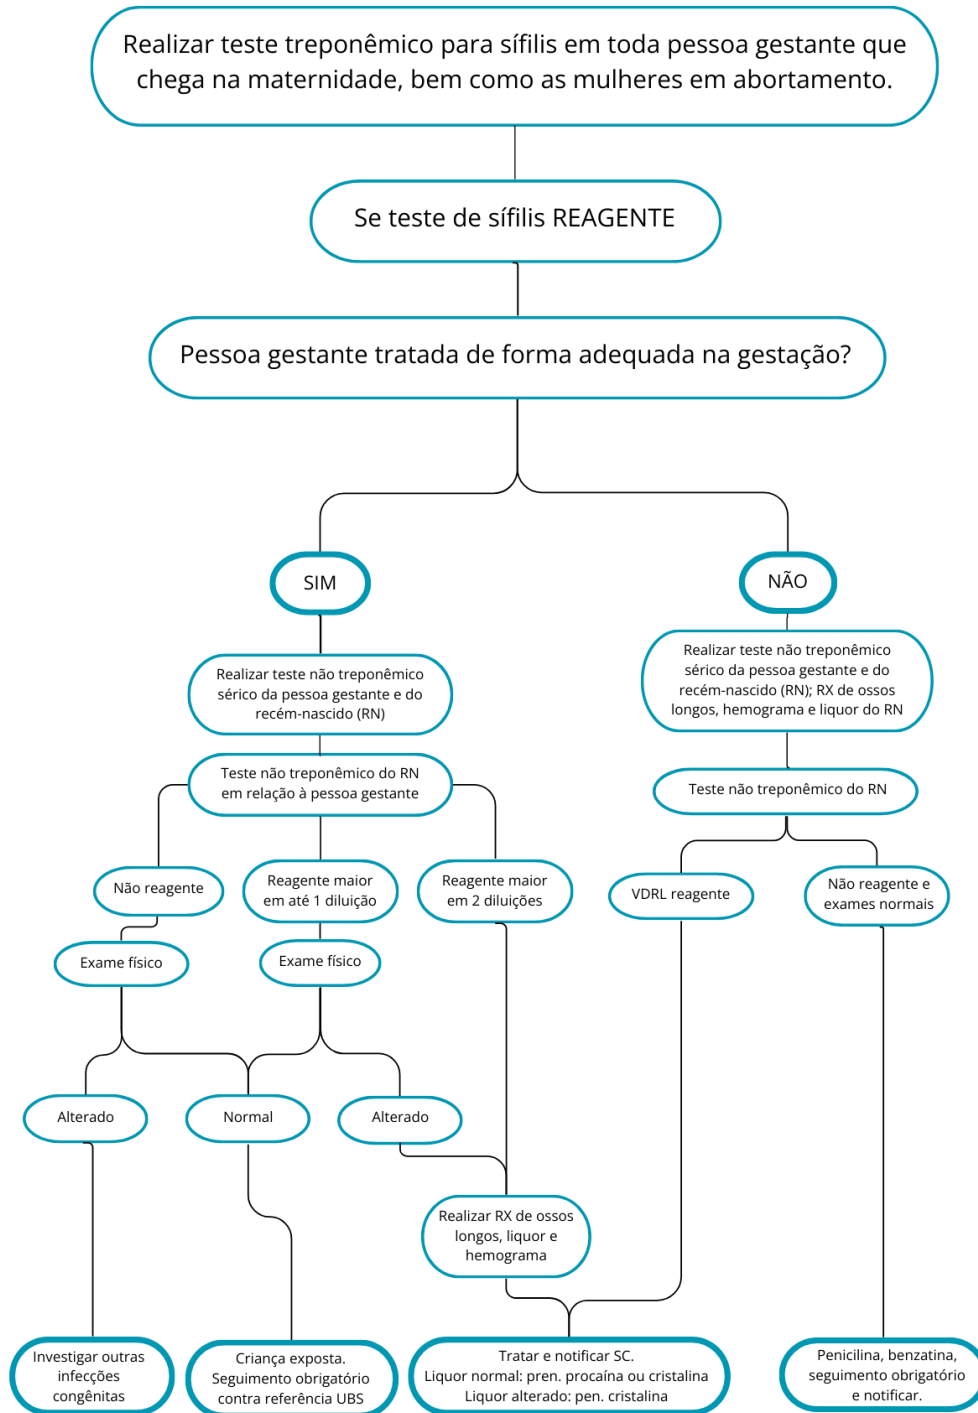 Realizar teste treponêmico para sífilis em toda pessoa gestante que
chega na maternidade, bem como as mulheres em abortamento.
Se teste de sífilis REAGENTE
Pessoa gestante tratada de forma adequada na gestação?
SIM
NÃO
Realizar teste não treponêmico
sérico da pessoa gestante e do
recém-nascido (RN)
Realizar teste não treponêmico
sérico da pessoa gestante e do
recém-nascido (RN); RX de ossos
longos, hemograma e liquor do RN
Teste não treponêmico do RN
em relação à pessoa gestante
Teste não treponêmico do RN
Não reagente
Reagente maior
em até 1 diluição
Reagente maior
em 2 diluições
VDRL reagente
Não reagente e
exames normais
Exame físico
Exame físico
Alterado
Normal
Alterado
Realizar RX de ossos
longos, liquor e
hemograma
Investigar outras
infecções
congênitas
Criança exposta.
Seguimento obrigatório
contra referência UBS
Tratar e notificar SC.
Liquor normal: pren. procaína ou cristalina
Liquor alterado: pen. cristalina
Penicilina, benzatina,
seguimento obrigatório
e notificar.